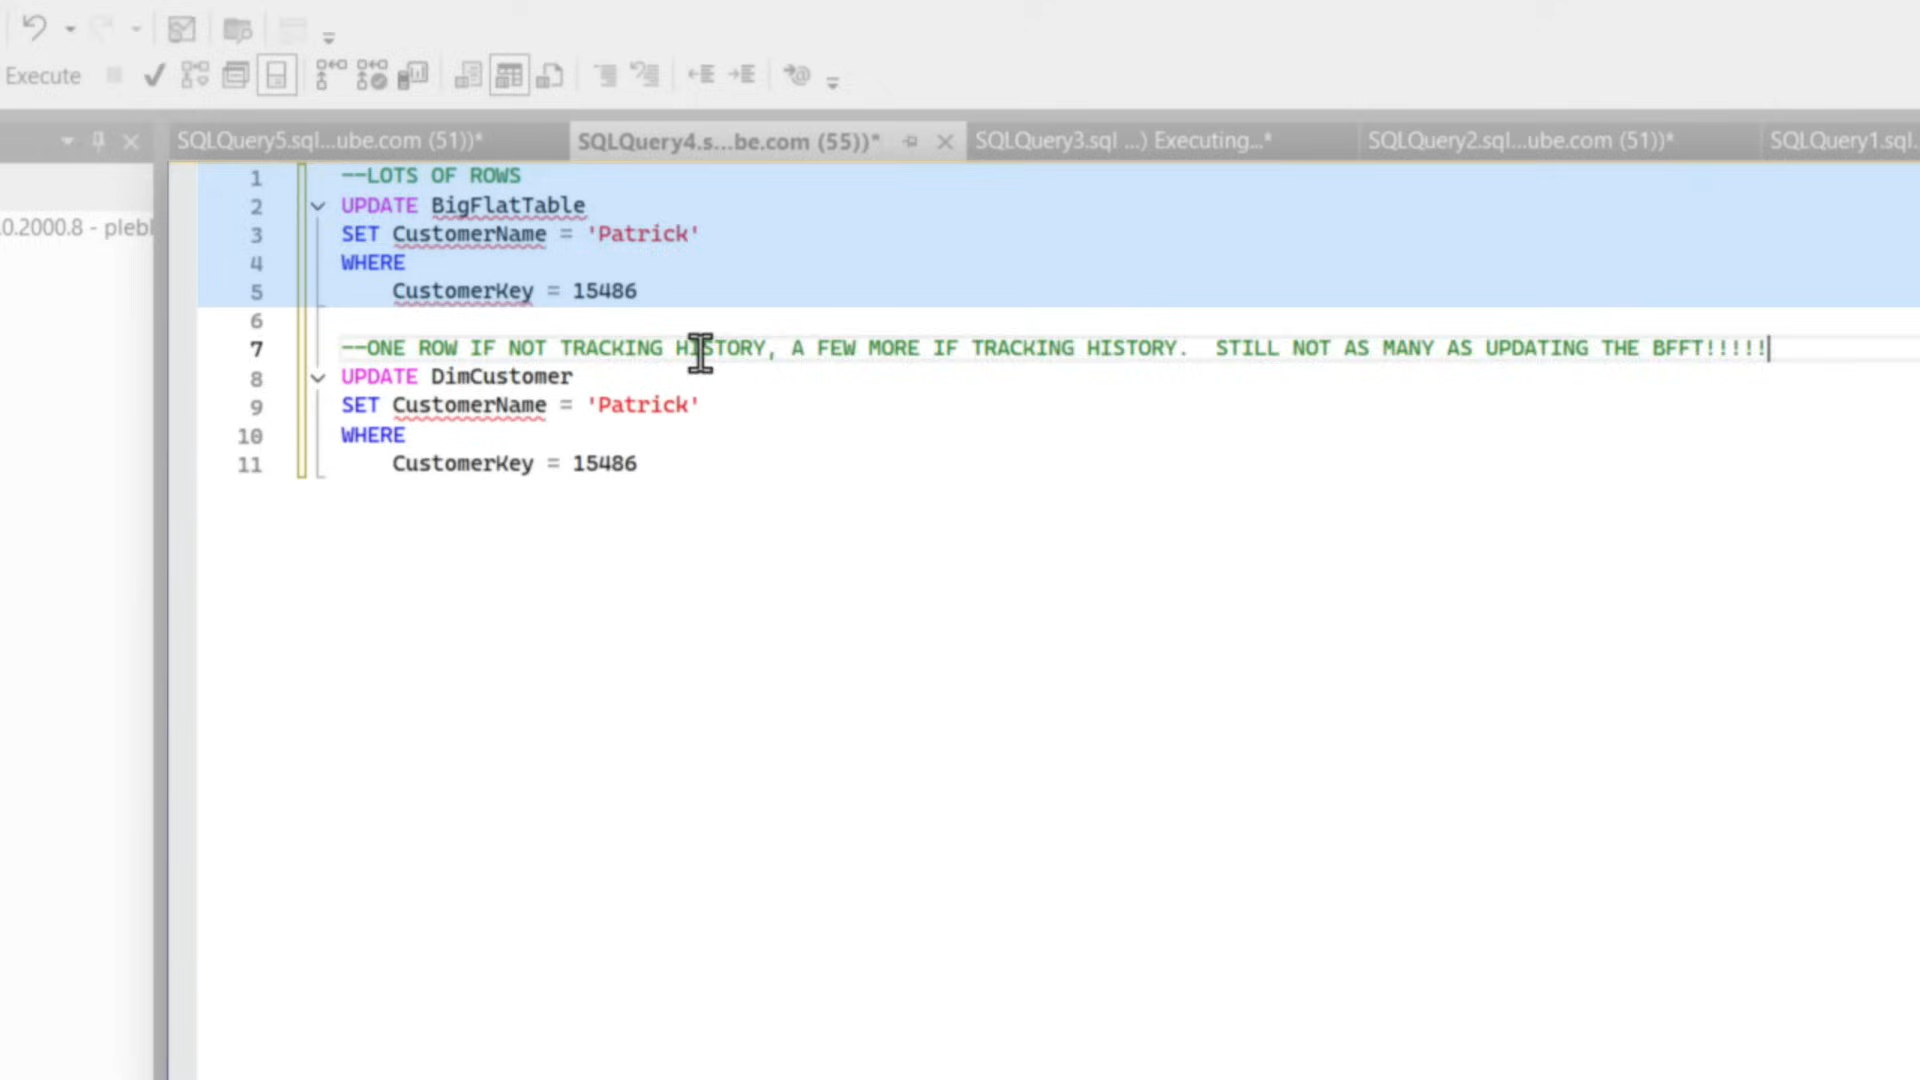 Execute
SQLQuery5.sql...ube.com (51))*
SQLQuery4.s...be.com (55))*
SQLQuery3.sql ...) Executing...*
SQLQuery2.sql...ube.com (51))*
SQLQuery1.sql.
0.2000.8 - plebl
1 --LOTS OF ROWS
2 UPDATE BigFlatTable
3 SET CustomerName = 'Patrick'
4 WHERE
5 CustomerKey = 15486
6
7 --ONE ROW IF NOT TRACKING HISTORY, A FEW MORE IF TRACKING HISTORY.  STILL NOT AS MANY AS UPDATING THE BFFT!!!!!
8 UPDATE DimCustomer
9 SET CustomerName = 'Patrick'
10 WHERE
11 CustomerKey = 15486